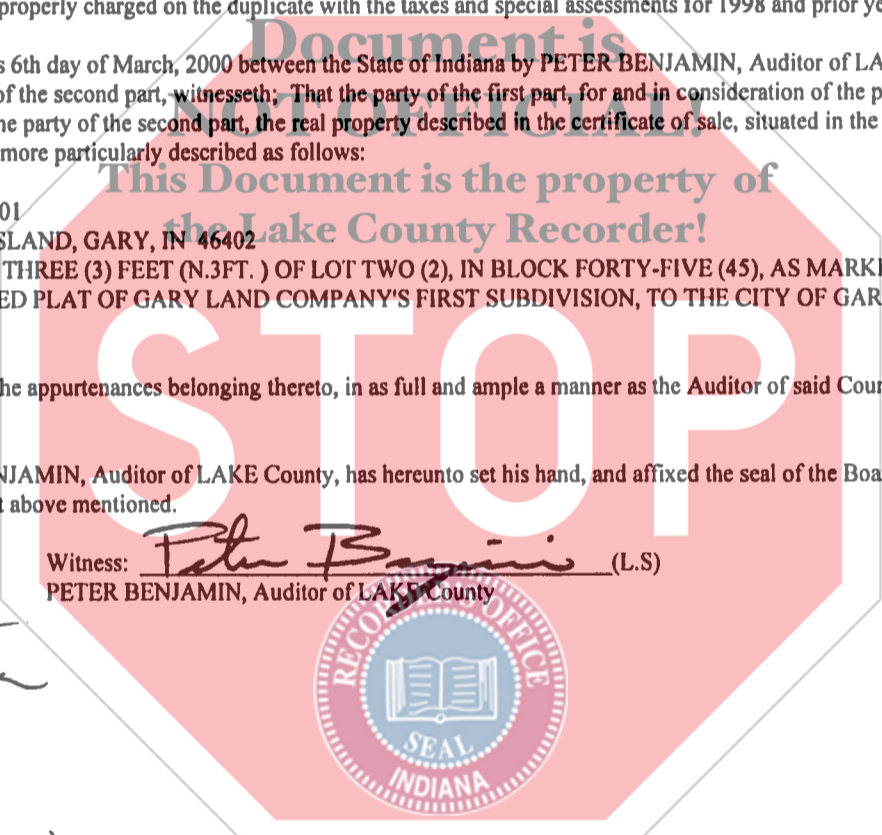 properly charged on the duplicate with the taxes and special assessments for 1998 and prior ye
Document is
s 6th day of March, 2000 between the State of Indiana by PETER BENJAMIN, Auditor of LA
of the second part, witnesseth; That the party of the first part, for and in consideration of the p
NOT OFFICIAL!
he party of the second part, the real property described in the certificate of sale, situated in the
more particularly described as follows:
This Document is the property of
01
the Lake County Recorder!
SLAND, GARY, IN 46402
THREE (3) FEET (N.3FT. ) OF LOT TWO (2), IN BLOCK FORTY-FIVE (45), AS MARKE
ED PLAT OF GARY LAND COMPANY'S FIRST SUBDIVISION, TO THE CITY OF GAR
STOP
he appurtenances belonging thereto, in as full and ample a manner as the Auditor of said Coun
NJAMIN, Auditor of LAKE County, has hereunto set his hand, and affixed the seal of the Boa
t above mentioned.
Witness: Peter Benjamin (L.S)
PETER BENJAMIN, Auditor of LAKE County
RECORDER'S OFFICE
SEAL
INDIANA